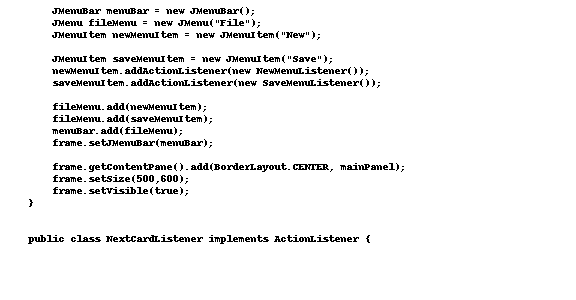 JMenuBar menuBar = new JMenuBar();
JMenu fileMenu = new JMenu("File");
JMenuItem newMenuItem = new JMenuItem("New");
JMenuItem saveMenuItem = new JMenuItem("Save");
newMenuItem.addActionListener(new NewMenuListener());
saveMenuItem.addActionListener(new SaveMenuListener());
fileMenu.add(newMenuItem);
fileMenu.add(saveMenuItem);
menuBar.add(fileMenu);
frame.setJMenuBar(menuBar);
frame.getContentPane().add(BorderLayout.CENTER, mainPanel);
frame.setSize(500,600);
frame.setVisible(true);
}
public class NextCardListener implements ActionListener {